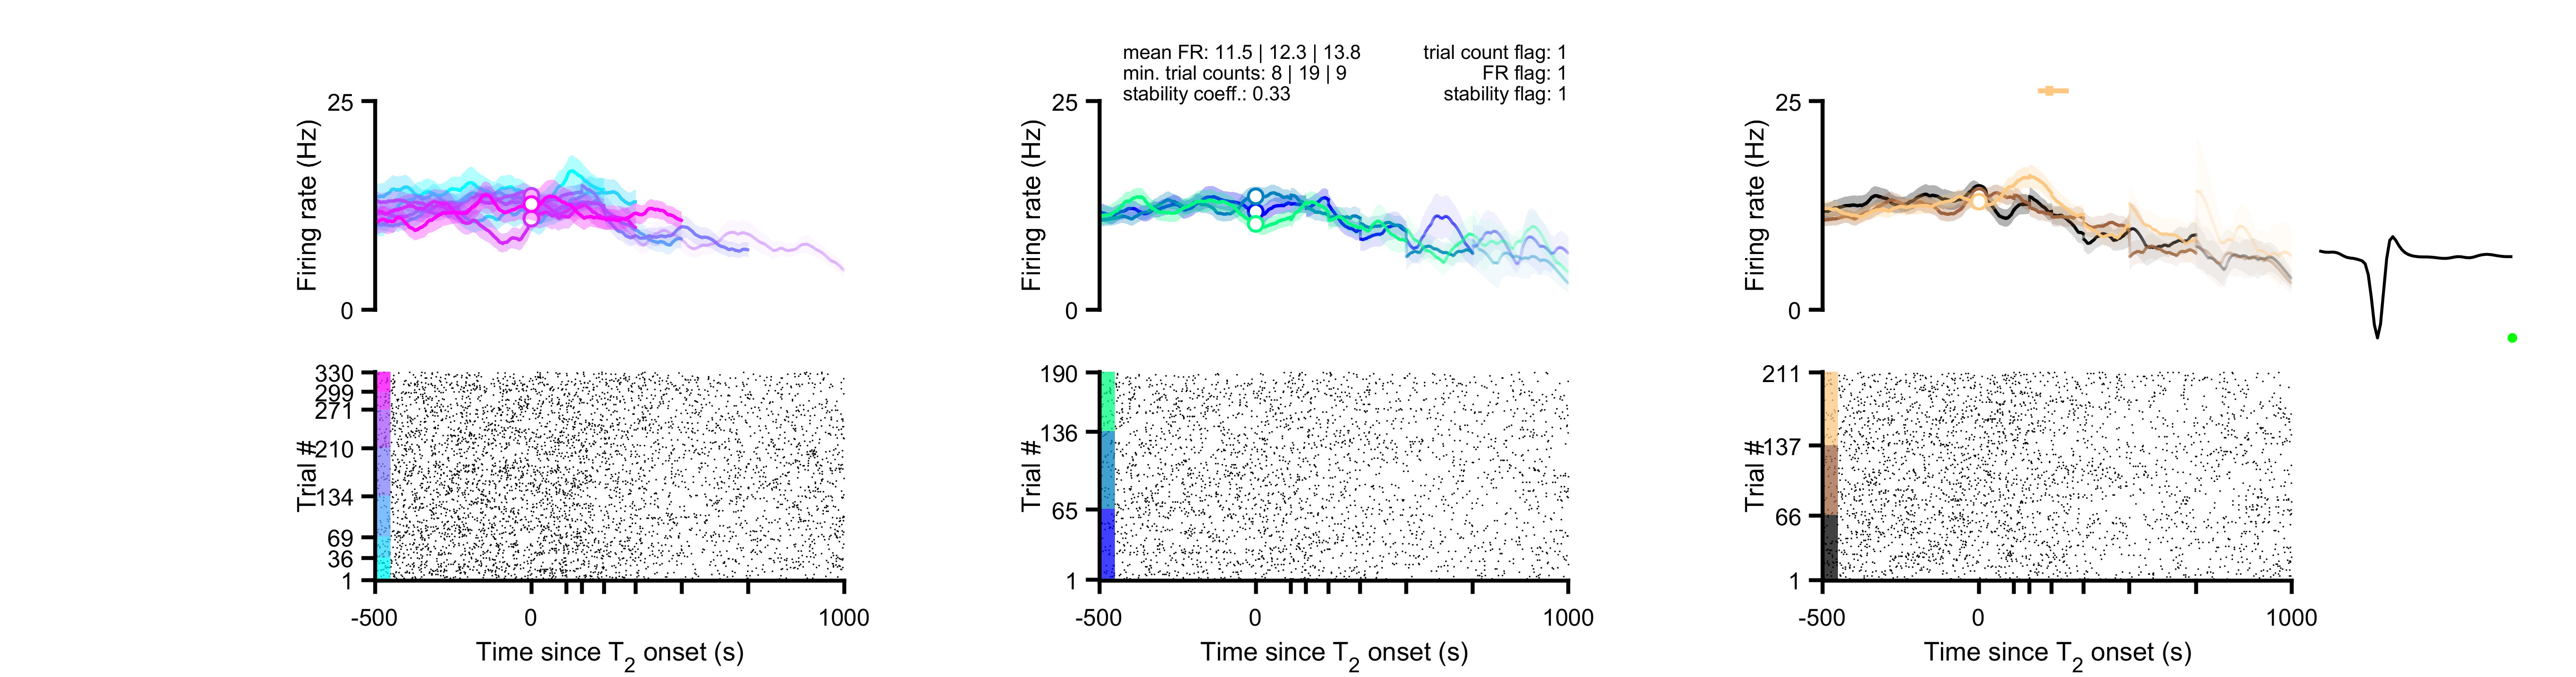 mean FR: 11.5 | 12.3 | 13.8
min. trial counts: 8 | 19 | 9
stability coeff.: 0.33
trial count flag: 1
FR flag: 1
stability flag: 1
25
Firing rate (Hz)
0
25
Firing rate (Hz)
0
25
Firing rate (Hz)
0
330
299
271
210
134
69
36
1
Trial #
-500
0
1000
Time since T2 onset (s)
190
136
65
1
Trial #
-500
0
1000
Time since T2 onset (s)
211
137
66
1
Trial #
-500
0
1000
Time since T2 onset (s)